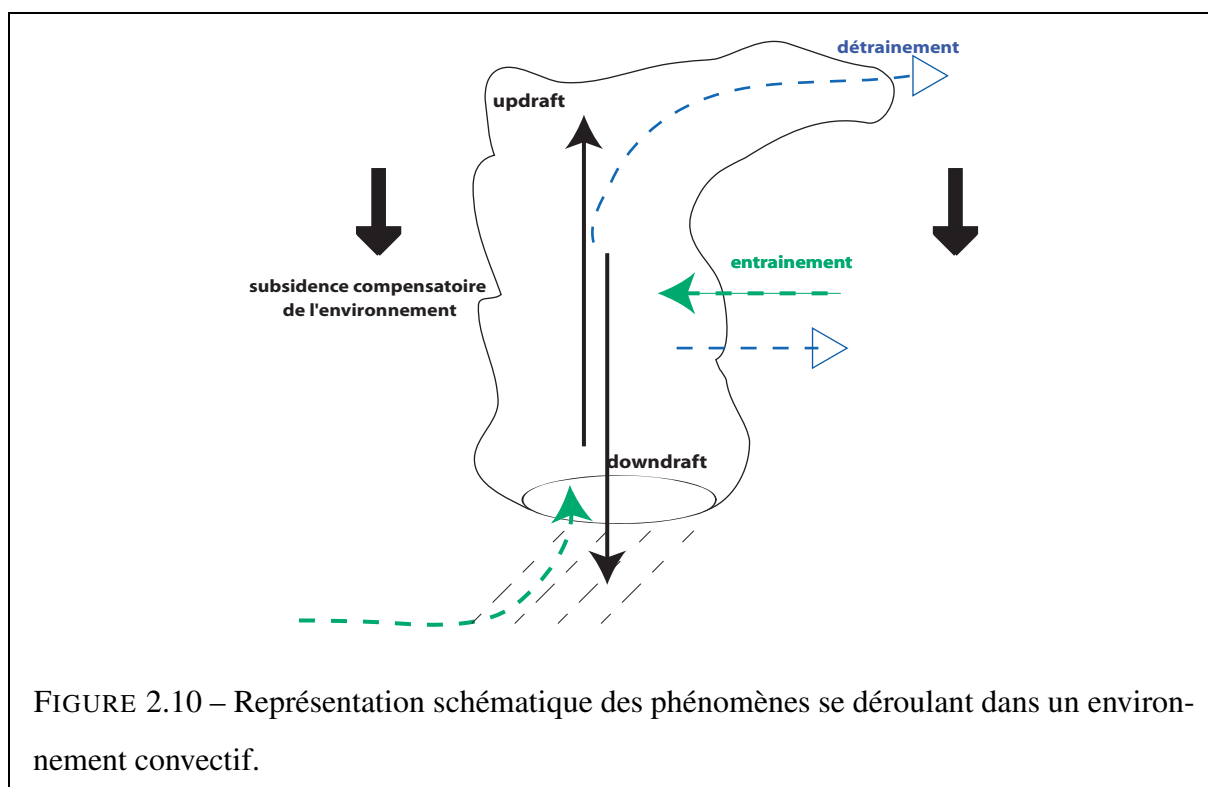 détrainement
updraft
entrainement
subsidence compensatoire
de l'environnement
downdraft
FIGURE 2.10 – Représentation schématique des phénomènes se déroulant dans un environ-
nement convectif.